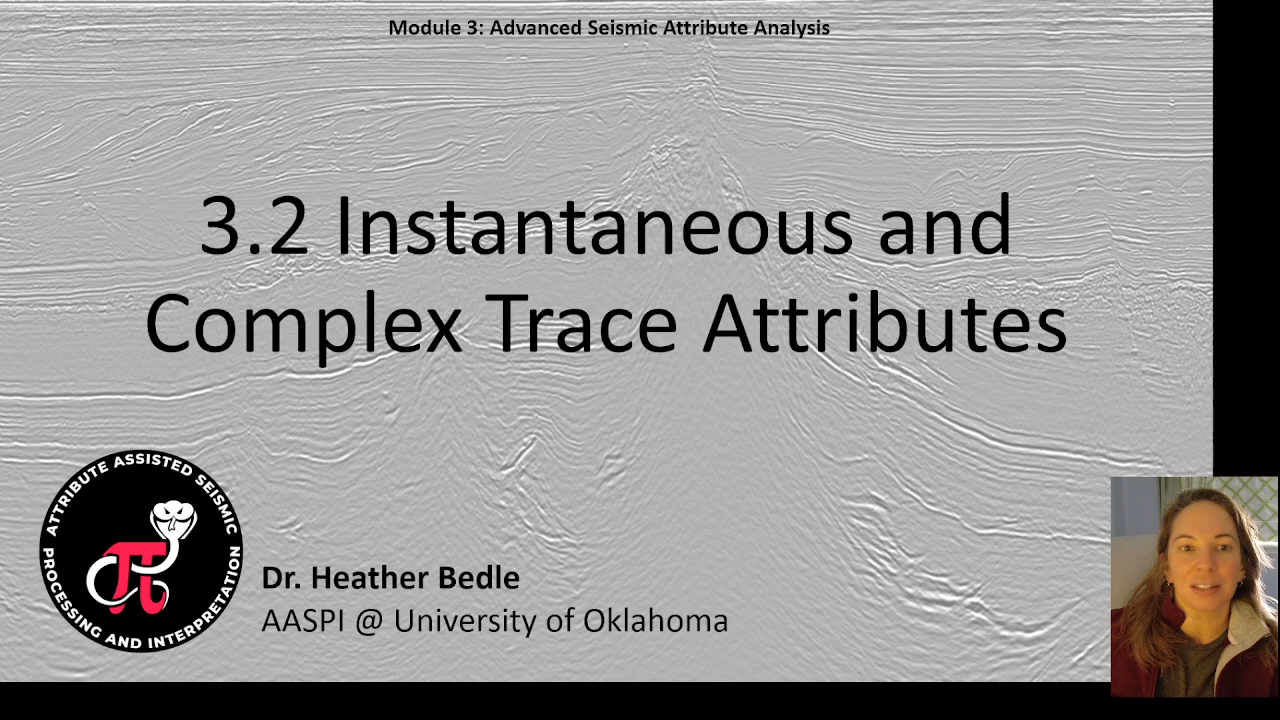 Module 3: Advanced Seismic Attribute Analysis
3.2 Instantaneous and
Complex Trace Attributes
ATTRIBUTE ASSISTED SEISMIC
PROCESSING AND INTERPRETATION
Dr. Heather Bedle
AASPI @ University of Oklahoma